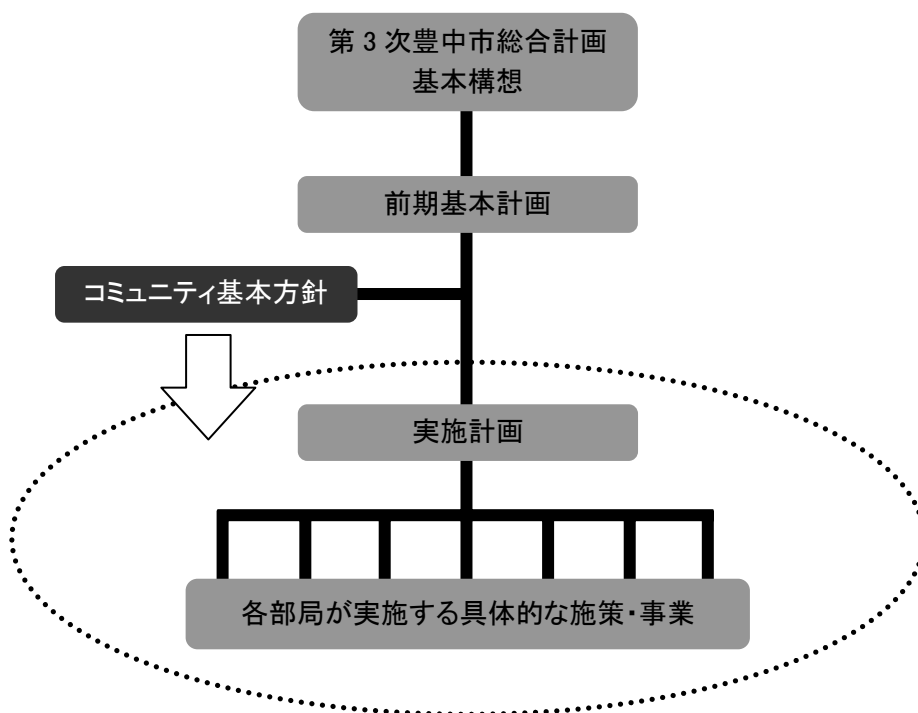 第3次豊中市総合計画
基本構想
前期基本計画
コミュニティ基本方針
実施計画
各部局が実施する具体的な施策・事業